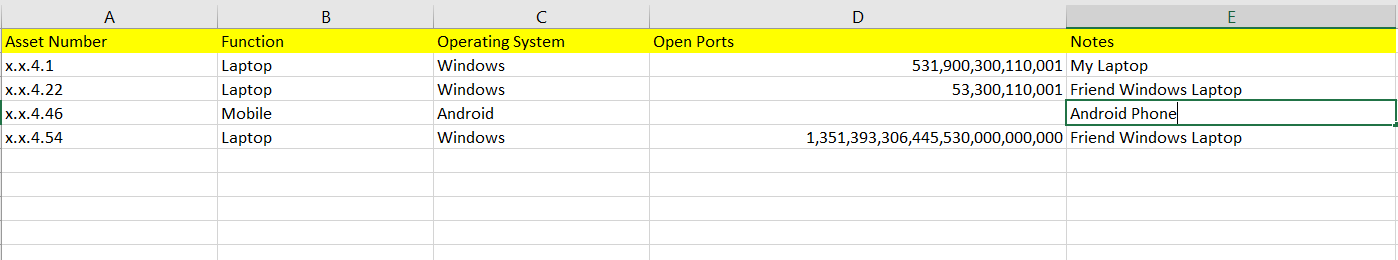 A B C D E
Asset Number Function Operating System Open Ports Notes
x.x.4.1 Laptop Windows 531,900,300,110,001 My Laptop
x.x.4.22 Laptop Windows 53,300,110,001 Friend Windows Laptop
x.x.4.46 Mobile Android Android Phone
x.x.4.54 Laptop Windows 1,351,393,306,445,530,000,000,000 Friend Windows Laptop